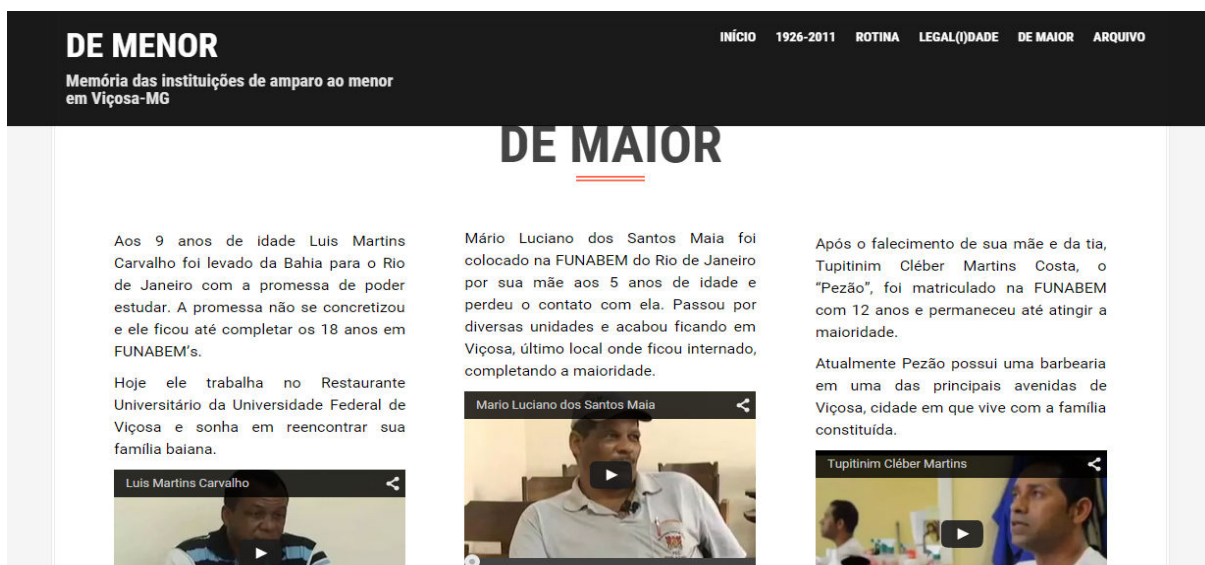 DE MENOR
Memória das instituições de amparo ao menor
em Viçosa-MG
INÍCIO 1926-2011 ROTINA LEGAL(I)DADE DE MAIOR ARQUIVO
DE MAIOR
Aos 9 anos de idade Luis Martins
Carvalho foi levado da Bahia para o Rio
de Janeiro com a promessa de poder
estudar. A promessa não se concretizou
e ele ficou até completar os 18 anos em
FUNABEM's.
Hoje ele trabalha no Restaurante
Universitário da Universidade Federal de
Viçosa e sonha em reencontrar sua
família baiana.
Luis Martins Carvalho
Mário Luciano dos Santos Maia foi
colocado na FUNABEM do Rio de Janeiro
por sua mãe aos 5 anos de idade e
perdeu o contato com ela. Passou por
diversas unidades e acabou ficando em
Viçosa, último local onde ficou internado,
completando a maioridade.
Mario Luciano dos Santos Maia
Após o falecimento de sua mãe e da tia,
Tupitinim Cléber Martins Costa, o
“Pezão”, foi matriculado na FUNABEM
com 12 anos e permaneceu até atingir a
maioridade.
Atualmente Pezão possui uma barbearia
em uma das principais avenidas de
Viçosa, cidade em que vive com a família
constituída.
Tupitinim Cléber Martins